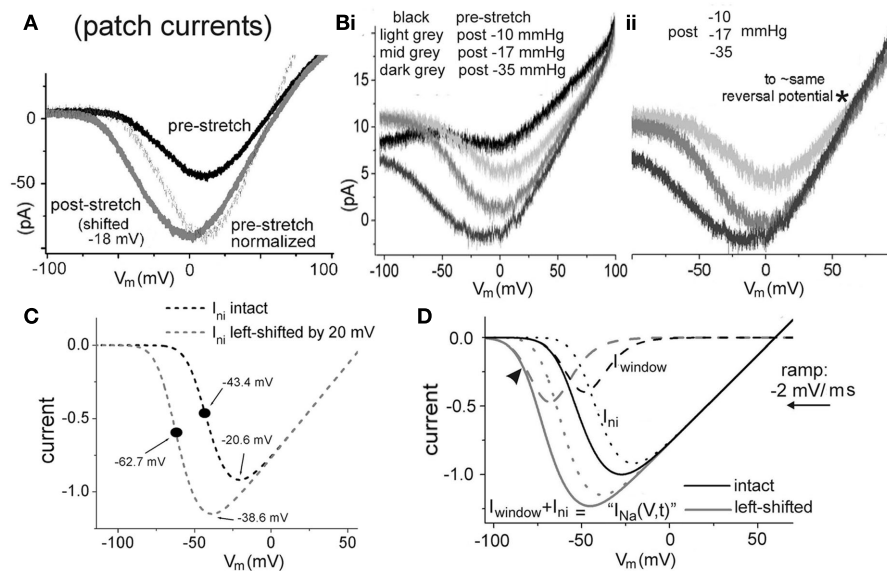 A
(patch currents)
0
-50
(pA)
pre-stretch
post-stretch
(shifted
-18 mV)
pre-stretch
normalized
-100
-50
0
50
100
Vm(mV)
Bi
black pre-stretch
light grey post -10 mmHg
mid grey post -17 mmHg
dark grey post -35 mmHg
20
15
10
5
0
(pA)
-100
-50
0
50
100
Vm(mV)
ii
-10
post -17 mmHg
-35
to ~same
reversal potential *
-50
0
50
Vm(mV)
C
Ini intact
Ini left-shifted by 20 mV
0.0
-0.5
-1.0
current
-43.4 mV
-20.6 mV
-62.7 mV
-38.6 mV
-100
-50
0
50
Vm(mV)
D
0.0
-0.5
-1.0
current
Iwindow
Ini
ramp:
-2 mV/ms
Iwindow+Ini = “INa(V,t)”
intact
left-shifted
-100
-50
0
50
Vm(mV)